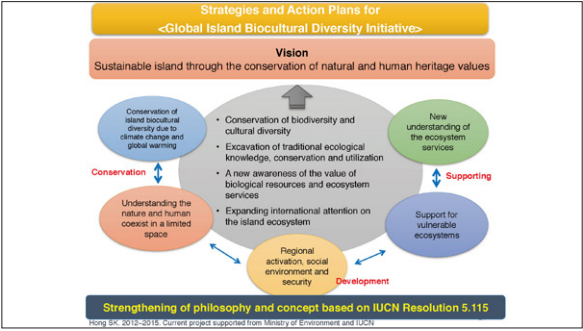 Strategies and Action Plans for
<Global Island Biocultural Diversity Initiative>
Vision
Sustainable island through the conservation of natural and human heritage values
Conservation of
island biocultural
diversity due to
climate change and
global warming
• Conservation of biodiversity and
cultural diversity
• Excavation of traditional ecological
knowledge, conservation and utilization
• A new awareness of the value of
biological resources and ecosystem
services
• Expanding international attention on
the island ecosystem
New
understanding of
the ecosystem
services
Conservation
Supporting
Understanding the
nature and human
coexist in a limited
space
Support for
vulnerable
ecosystems
Regional
activation, social
environment and
security
Development
Strengthening of philosophy and concept based on IUCN Resolution 5.115
Hong SK. 2012–2015. Current project supported from Ministry of Environment and IUCN